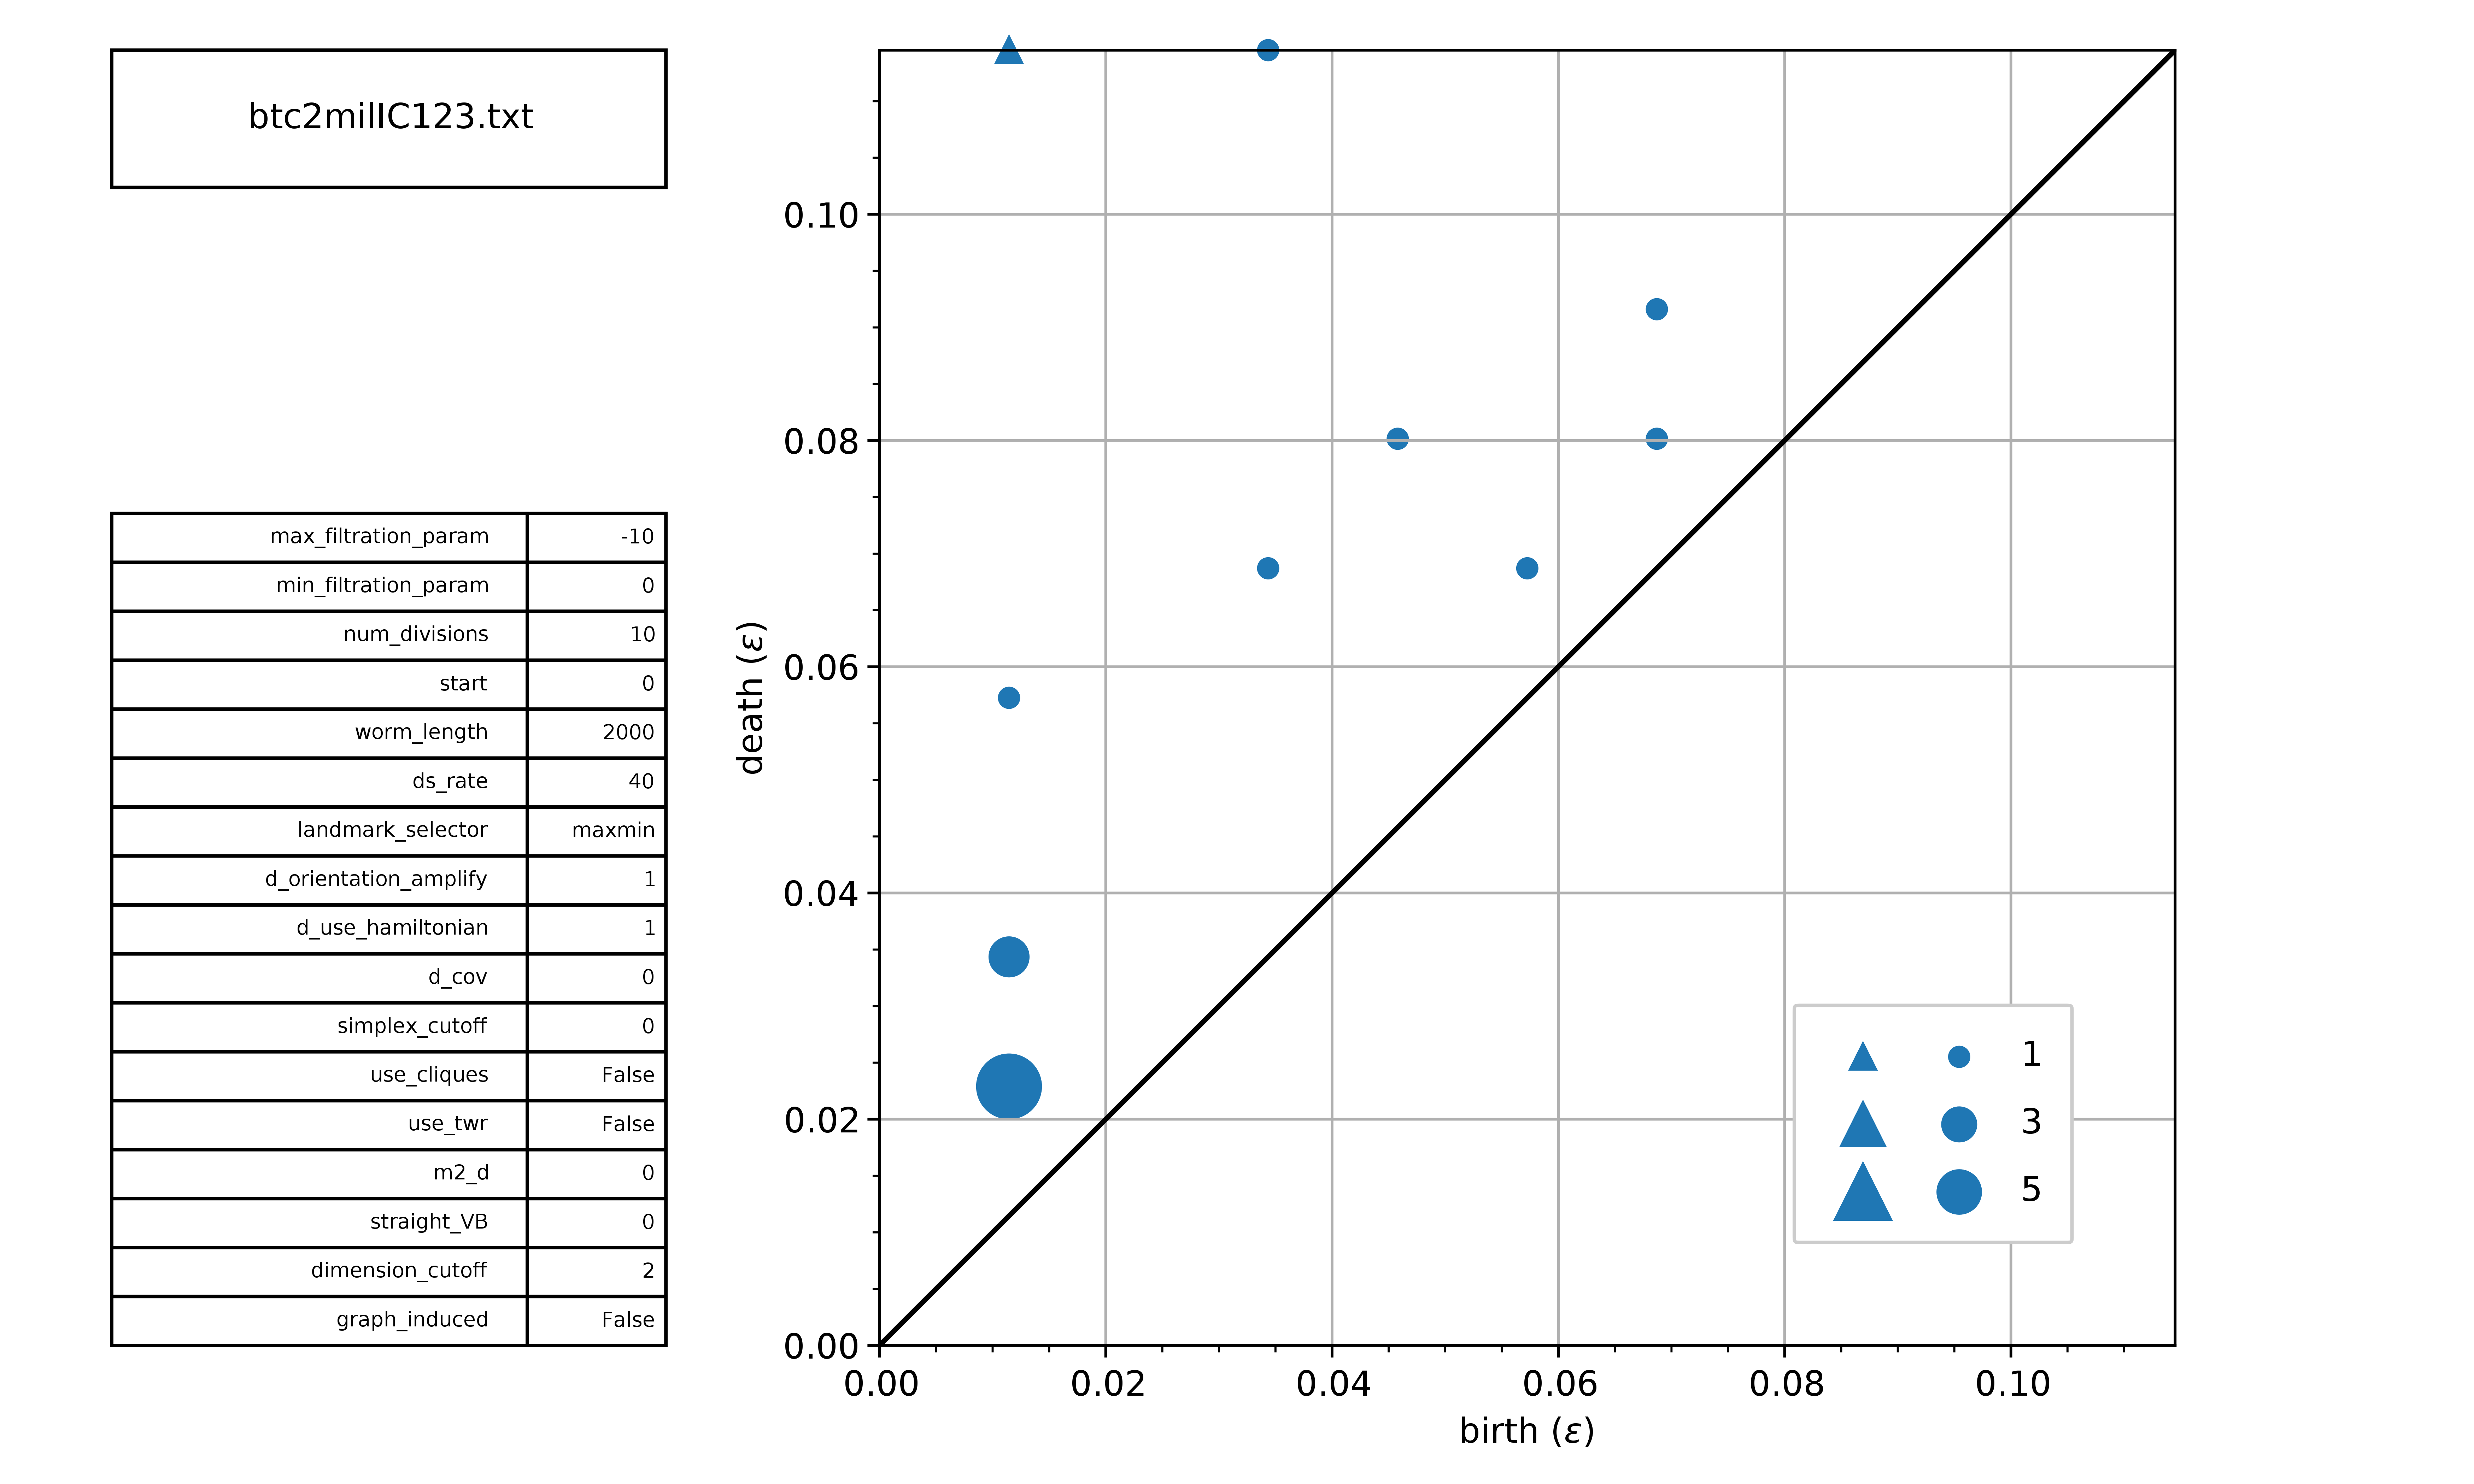 btc2millC123.txt
max_filtration_param -10
min_filtration_param 0
num_divisions 10
start 0
worm_length 2000
ds_rate 40
landmark_selector maxmin
d_orientation_amplify 1
d_use_hamiltonian 1
d_cov 0
simplex_cutoff 0
use_cliques False
use_twr False
m2_d 0
straight_VB 0
dimension_cutoff 2
graph_induced False
death (ε)
0.10
0.08
0.06
0.04
0.02
0.00
0.00 0.02 0.04 0.06 0.08 0.10
birth (ε)
1
3
5